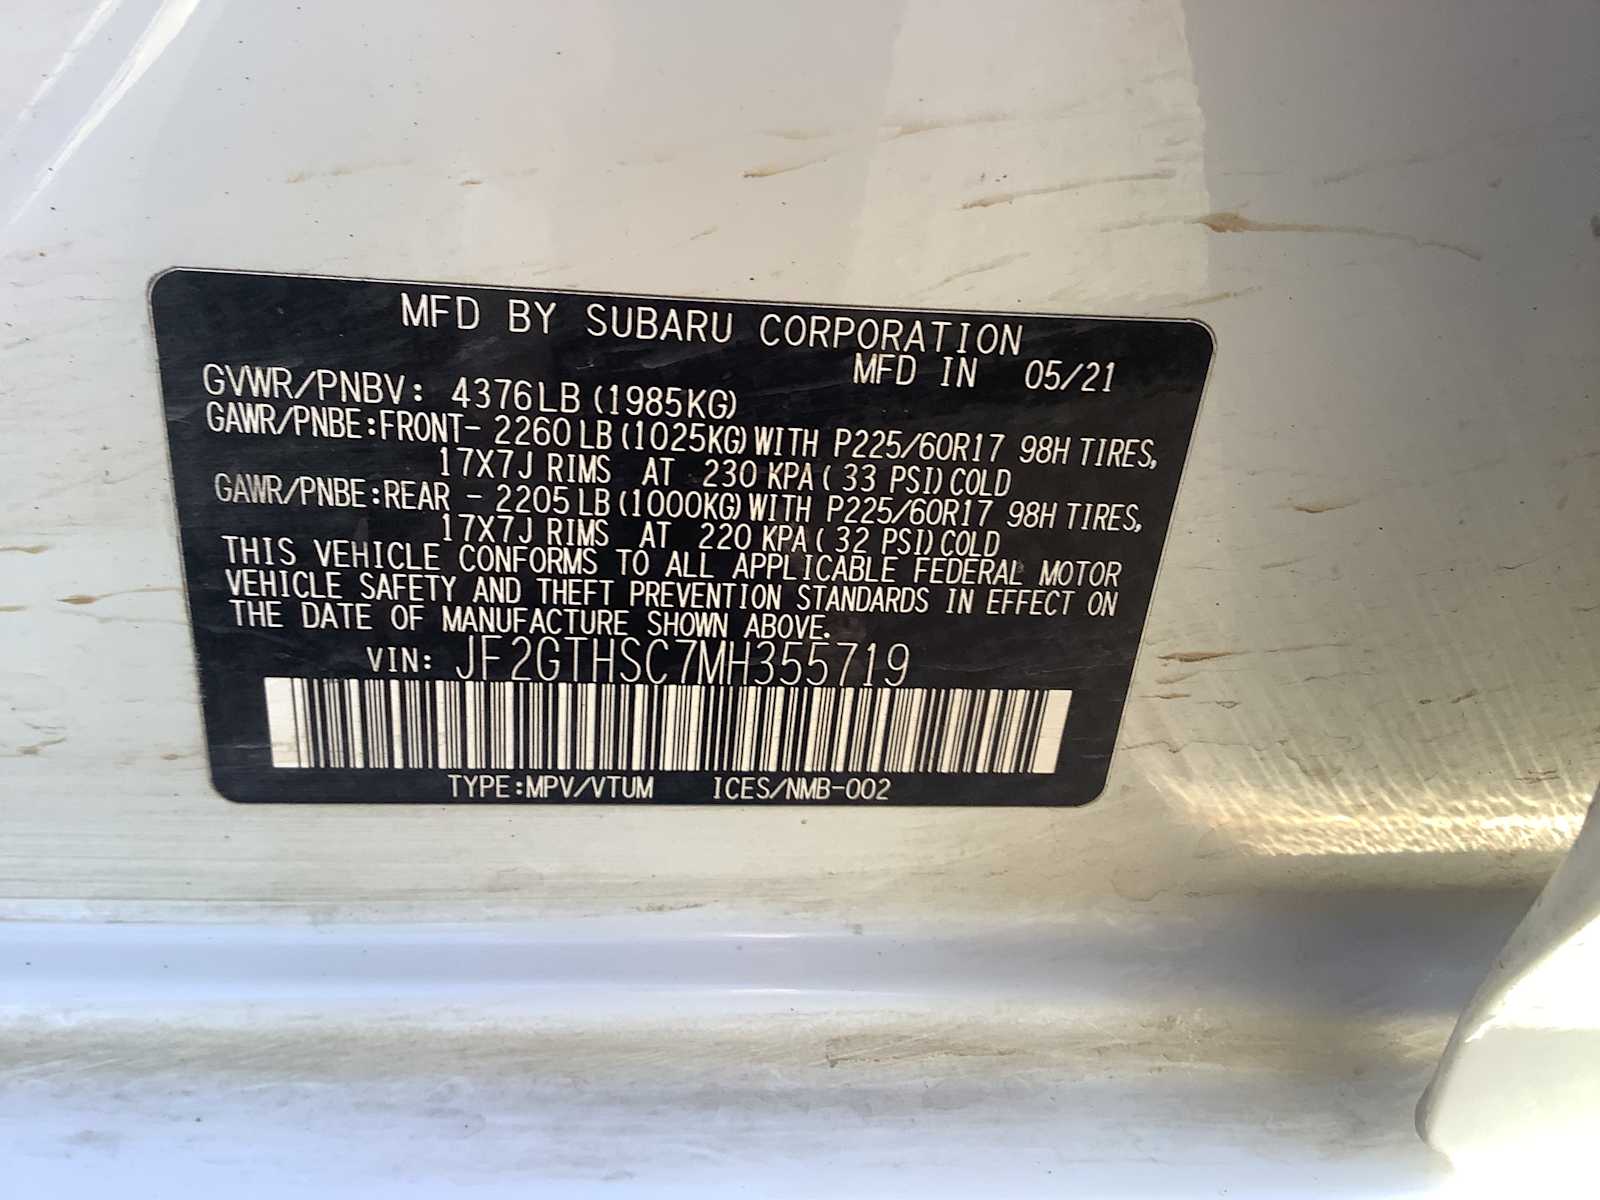 MFD BY SUBARU CORPORATION
MFD IN 05/21
GVWR/PNBV: 4376LB (1985KG)
GAWR/PNBE:FRONT- 2260LB (1025KG) WITH P225/60R17 98H TIRES,
17X7J RIMS AT 230 KPA ( 33 PSI) COLD
GAWR/PNBE:REAR - 2205LB (1000KG) WITH P225/60R17 98H TIRES,
17X7J RIMS AT 220 KPA ( 32 PSI) COLD
THIS VEHICLE CONFORMS TO ALL APPLICABLE FEDERAL MOTOR
VEHICLE SAFETY AND THEFT PREVENTION STANDARDS IN EFFECT ON
THE DATE OF MANUFACTURE SHOWN ABOVE.
VIN: JF2GTHSC7MH355719
TYPE:MPV/VTUM ICES/NMB-002